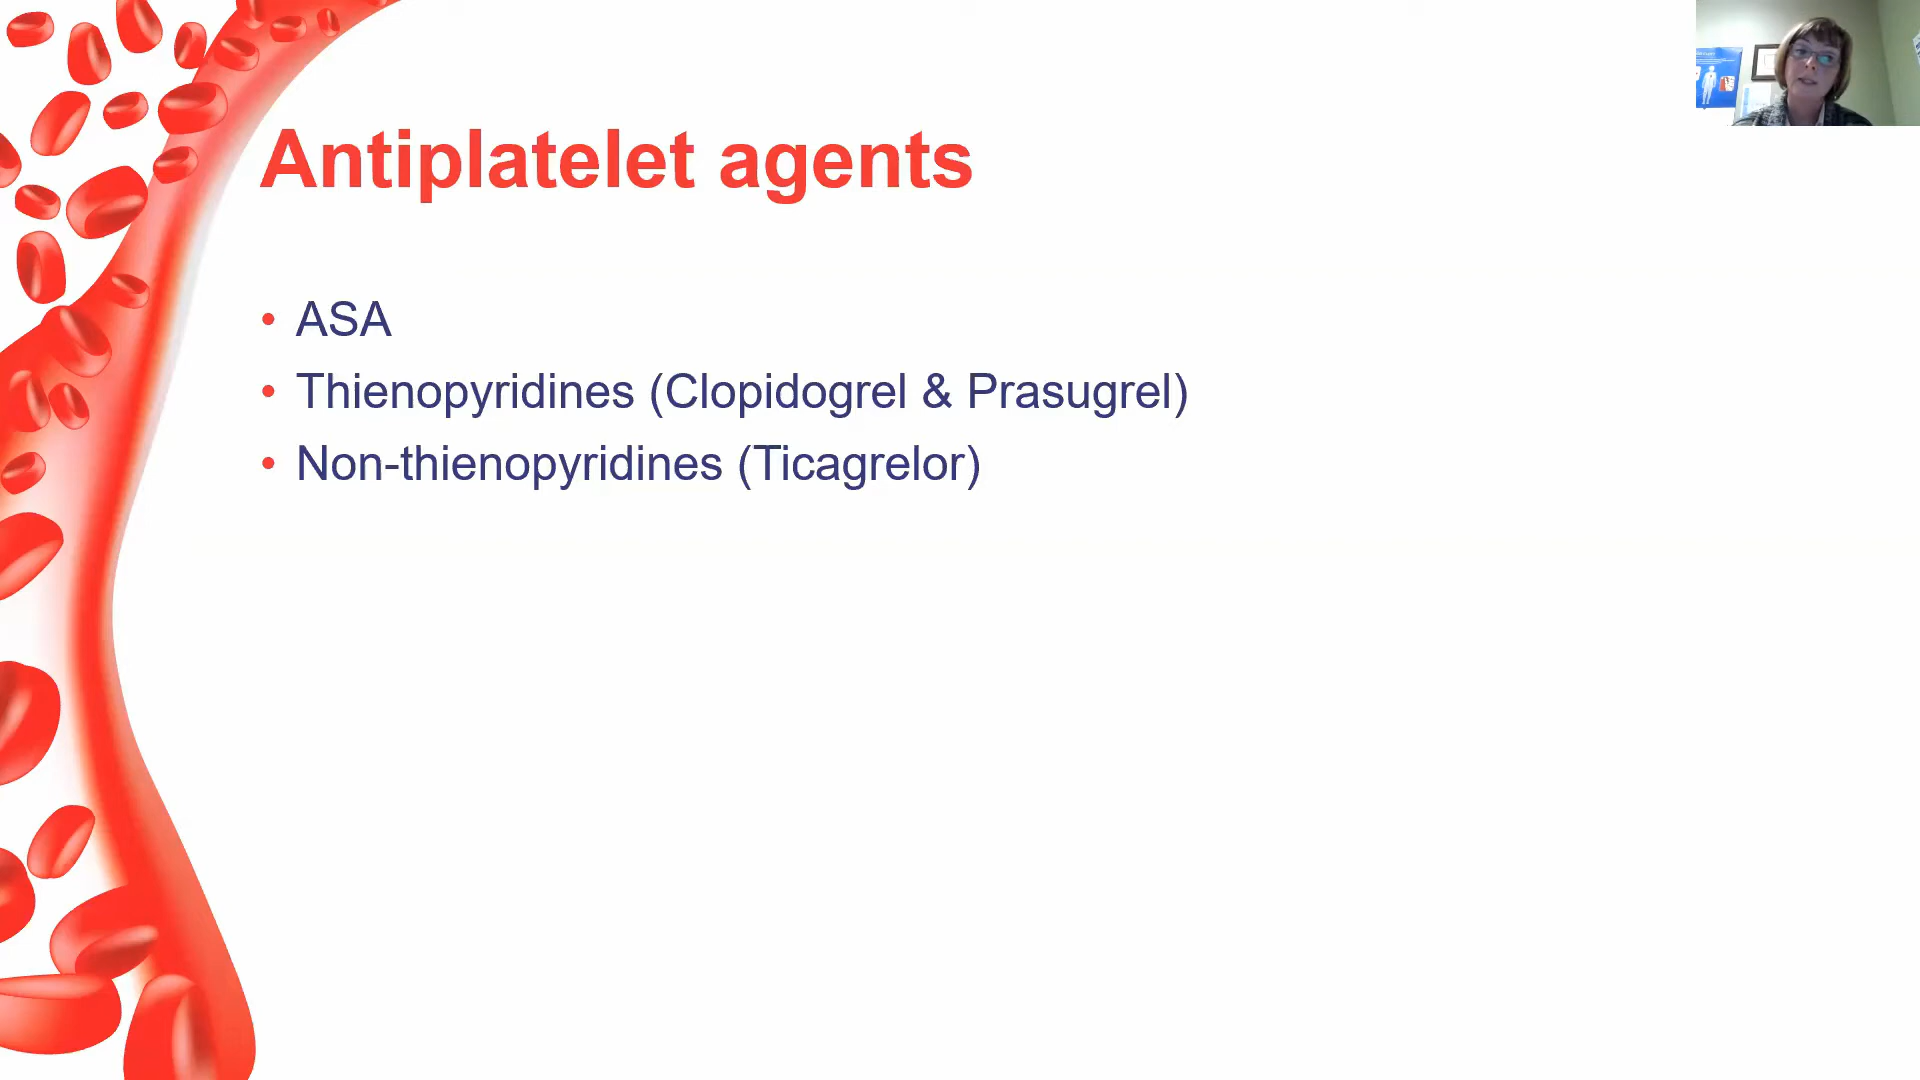 Antiplatelet agents
• ASA
• Thienopyridines (Clopidogrel & Prasugrel)
• Non-thienopyridines (Ticagrelor)